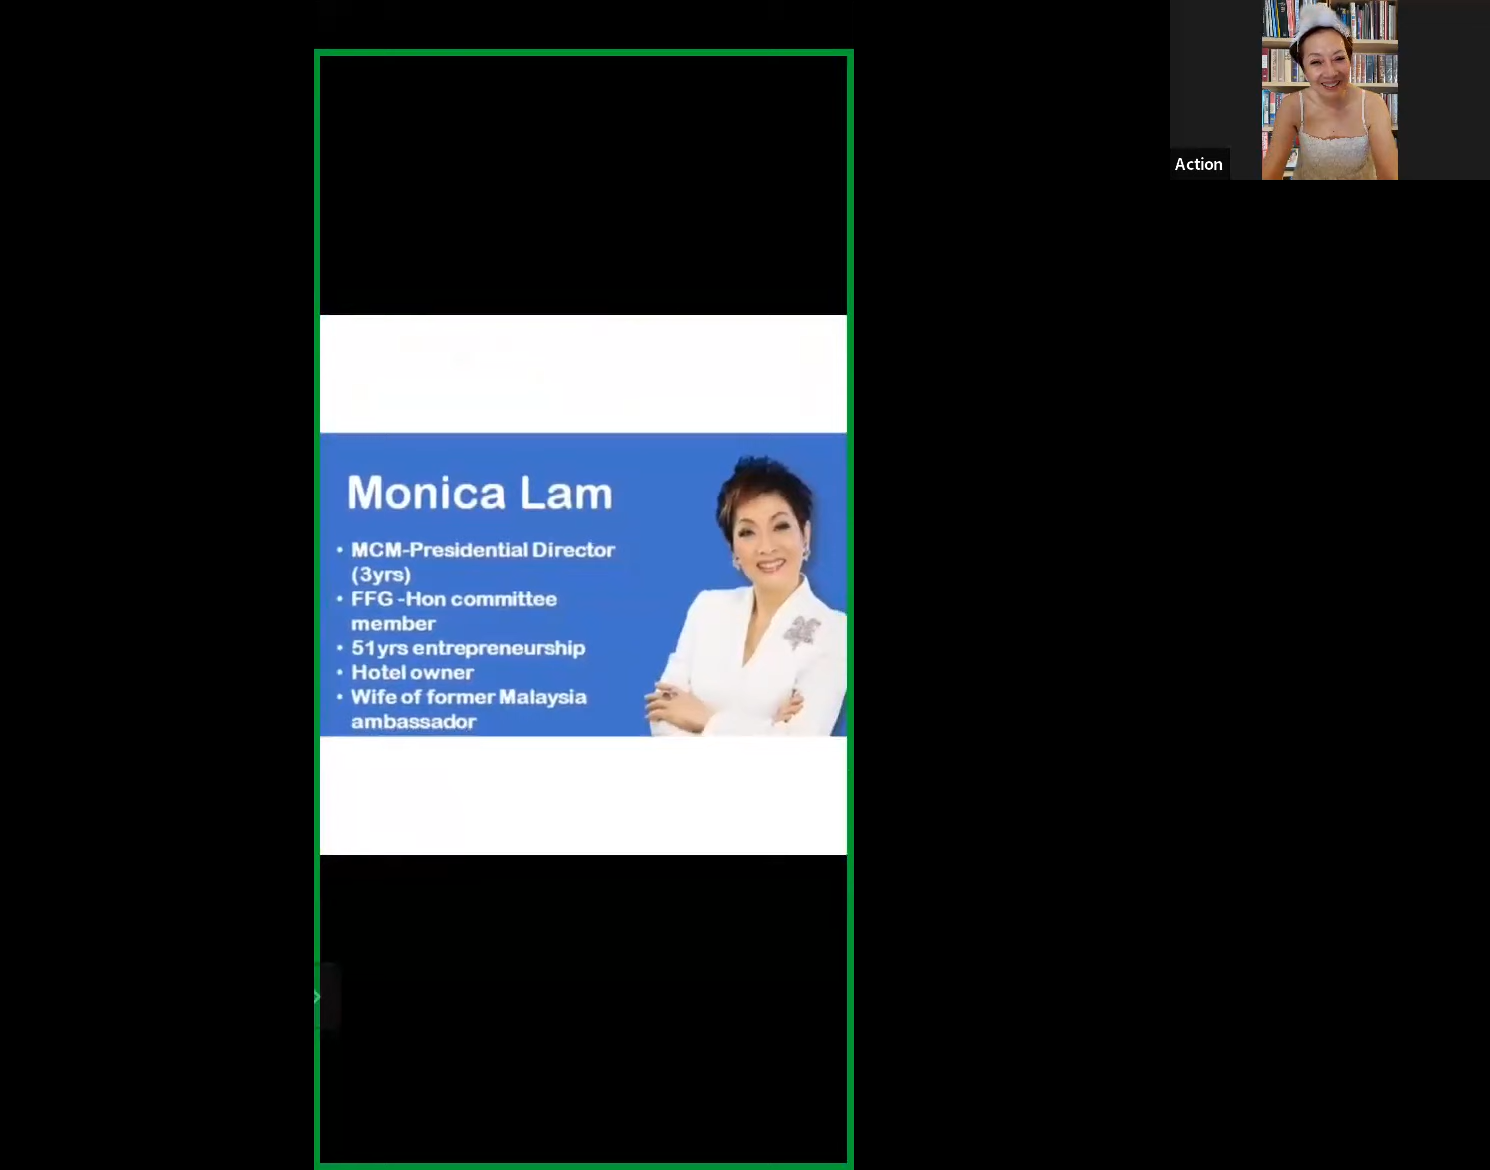 Action
Monica Lam
• MCM-Presidential Director
(3yrs)
• FFG -Hon committee
member
• 51yrs entrepreneurship
• Hotel owner
• Wife of former Malaysia
ambassador